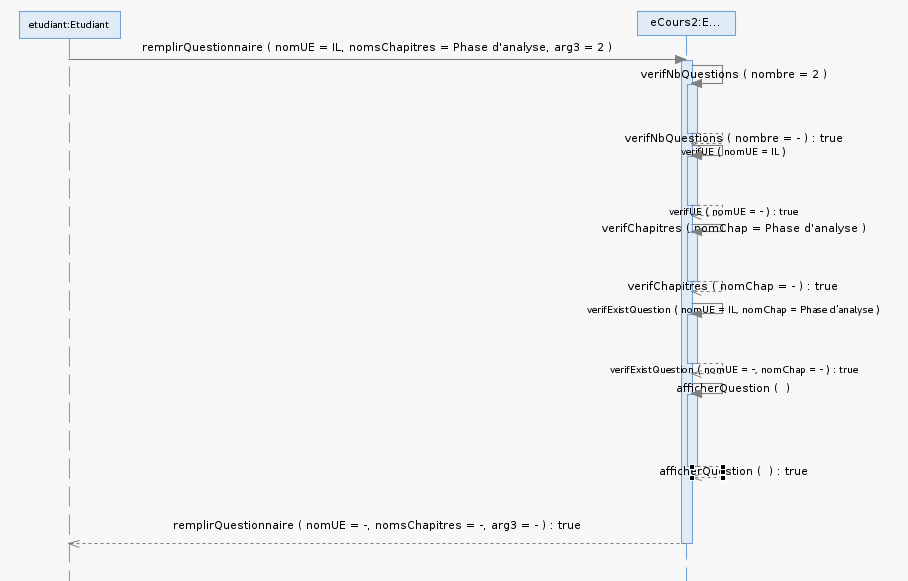 etudiant:Etudiant
eCours2:E...
remplirQuestionnaire ( nomUE = IL, nomsChapitres = Phase d'analyse, arg3 = 2 )
verifNbQuestions ( nombre = 2 )
verifNbQuestions ( nombre = - ) : true
verifUE ( nomUE = IL )
verifUE ( nomUE = - ) : true
verifChapitres ( nomChap = Phase d'analyse )
verifChapitres ( nomChap = - ) : true
verifExistQuestion ( nomUE = IL, nomChap = Phase d'analyse )
verifExistQuestion ( nomUE = -, nomChap = - ) : true
afficherQuestion (  )
afficherQuestion (  ) : true
remplirQuestionnaire ( nomUE = -, nomsChapitres = -, arg3 = - ) : true